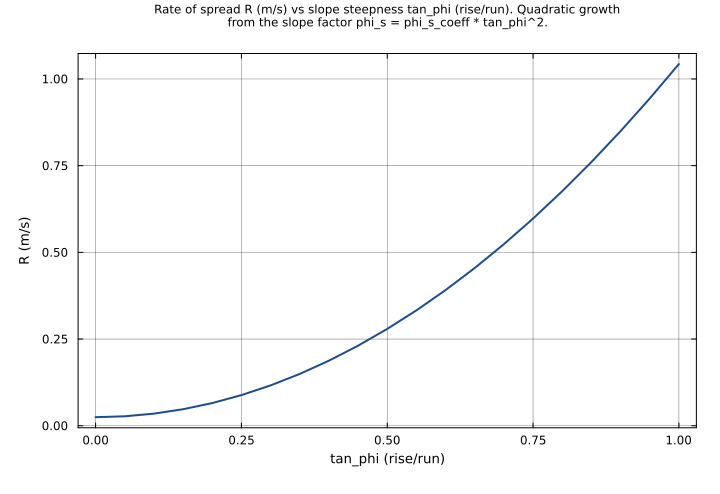 Rate of spread R (m/s) vs slope steepness tan_phi (rise/run). Quadratic growth
from the slope factor phi_s = phi_s_coeff * tan_phi^2.
1.00
0.75
0.50
0.25
0.00
R (m/s)
0.00 0.25 0.50 0.75 1.00
tan_phi (rise/run)